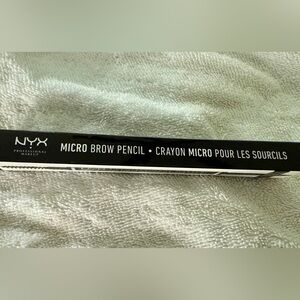 NYX
PROFESSIONAL MAKEUP
MICRO BROW PENCIL • CRAYON MICRO POUR LES SOURCILS